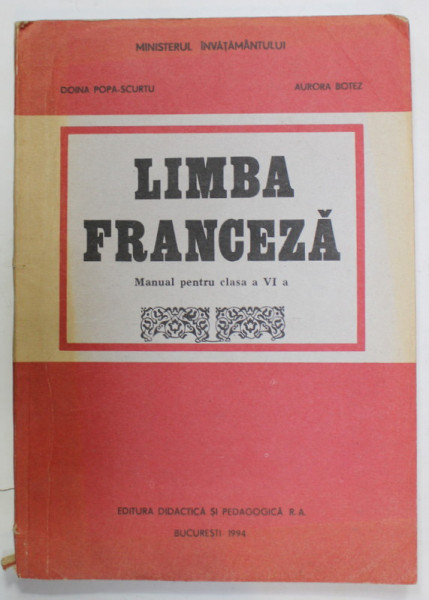 MINISTERUL ÎNVĂȚĂMÂNTULUI
DOINA POPA-SCURTU AURORA BOTEZ
LIMBA
FRANCEZĂ
Manual pentru clasa a VI a
EDITURA DIDACTICĂ ȘI PEDAGOGICĂ R.A.
BUCUREȘTI 1994